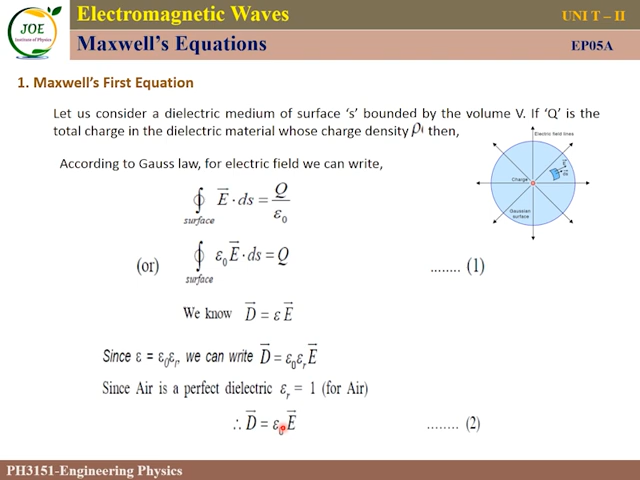 JOE
Institute of Physics
Electromagnetic Waves
UNI T – II
Maxwell's Equations
EP05A
1. Maxwell's First Equation
Let us consider a dielectric medium of surface 's' bounded by the volume V. If 'Q' is the
total charge in the dielectric material whose charge density ρ, then,
Electric field lines
Charge
Gaussian
surface
According to Gauss law, for electric field we can write,
∮ E⃗ · ds = Q/ε₀
surface
(or) ∮ ε₀ E⃗ · ds = Q ........ (1)
surface
We know D⃗ = ε E⃗
Since ε = ε₀εᵣ, we can write D⃗ = ε₀εᵣ E⃗
Since Air is a perfect dielectric εᵣ = 1 (for Air)
∴ D⃗ = ε₀ E⃗ ........ (2)
PH3151-Engineering Physics